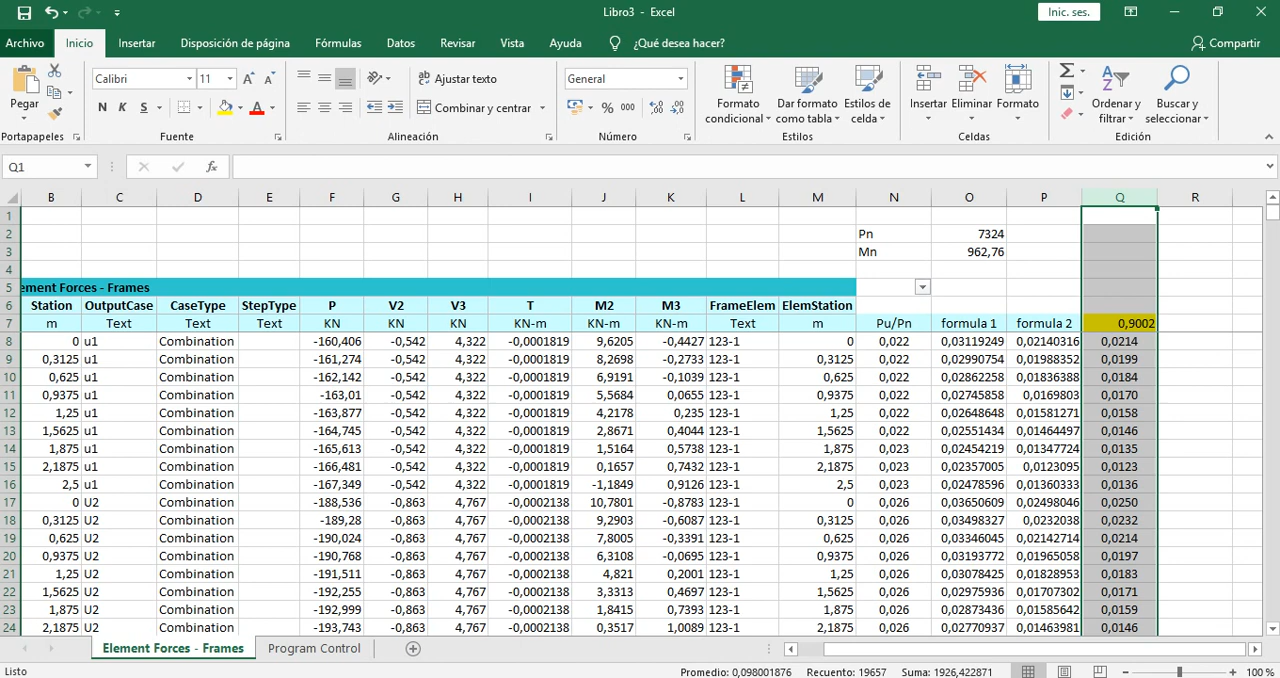 Libro3 - Excel
Inic. ses.
Archivo Inicio Insertar Disposición de página Fórmulas Datos Revisar Vista Ayuda ¿Qué desea hacer? Compartir
Pegar
Calibri 11
N K S
Ajustar texto
Combinar y centrar
General
% 000
Formato condicional
Dar formato como tabla
Estilos de celda
Insertar Eliminar Formato
Ordenar y filtrar
Buscar y seleccionar
Portapapeles Fuente Alineación Número Estilos Celdas Edición
Q1 fx
B C D E F G H I J K L M N O P Q R
1
2 Pn 7324
3 Mn 962,76
4
5 ement Forces - Frames
6 Station OutputCase CaseType StepType P V2 V3 T M2 M3 FrameElem ElemStation
7 m Text Text Text KN KN KN KN-m KN-m KN-m Text m Pu/Pn formula 1 formula 2 0,9002
8 0 u1 Combination -160,406 -0,542 4,322 -0,0001819 9,6205 -0,4427 123-1 0 0,022 0,03119249 0,02140316 0,0214
9 0,3125 u1 Combination -161,274 -0,542 4,322 -0,0001819 8,2698 -0,2733 123-1 0,3125 0,022 0,02990754 0,01988352 0,0199
10 0,625 u1 Combination -162,142 -0,542 4,322 -0,0001819 6,9191 -0,1039 123-1 0,625 0,022 0,02862258 0,01836388 0,0184
11 0,9375 u1 Combination -163,01 -0,542 4,322 -0,0001819 5,5684 0,0655 123-1 0,9375 0,022 0,02745858 0,0169803 0,0170
12 1,25 u1 Combination -163,877 -0,542 4,322 -0,0001819 4,2178 0,235 123-1 1,25 0,022 0,02648648 0,01581271 0,0158
13 1,5625 u1 Combination -164,745 -0,542 4,322 -0,0001819 2,8671 0,4044 123-1 1,5625 0,022 0,02551434 0,01464497 0,0146
14 1,875 u1 Combination -165,613 -0,542 4,322 -0,0001819 1,5164 0,5738 123-1 1,875 0,023 0,02454219 0,01347724 0,0135
15 2,1875 u1 Combination -166,481 -0,542 4,322 -0,0001819 0,1657 0,7432 123-1 2,1875 0,023 0,02357005 0,0123095 0,0123
16 2,5 u1 Combination -167,349 -0,542 4,322 -0,0001819 -1,1849 0,9126 123-1 2,5 0,023 0,02478596 0,01360333 0,0136
17 0 U2 Combination -188,536 -0,863 4,767 -0,0002138 10,7801 -0,8783 123-1 0 0,026 0,03650609 0,02498046 0,0250
18 0,3125 U2 Combination -189,28 -0,863 4,767 -0,0002138 9,2903 -0,6087 123-1 0,3125 0,026 0,03498327 0,0232038 0,0232
19 0,625 U2 Combination -190,024 -0,863 4,767 -0,0002138 7,8005 -0,3391 123-1 0,625 0,026 0,03346045 0,02142714 0,0214
20 0,9375 U2 Combination -190,768 -0,863 4,767 -0,0002138 6,3108 -0,0695 123-1 0,9375 0,026 0,03193772 0,01965058 0,0197
21 1,25 U2 Combination -191,511 -0,863 4,767 -0,0002138 4,821 0,2001 123-1 1,25 0,026 0,03078425 0,01828953 0,0183
22 1,5625 U2 Combination -192,255 -0,863 4,767 -0,0002138 3,3313 0,4697 123-1 1,5625 0,026 0,02975936 0,01707302 0,0171
23 1,875 U2 Combination -192,999 -0,863 4,767 -0,0002138 1,8415 0,7393 123-1 1,875 0,026 0,02873436 0,01585642 0,0159
24 2,1875 U2 Combination -193,743 -0,863 4,767 -0,0002138 0,3517 1,0089 123-1 2,1875 0,026 0,02770937 0,01463981 0,0146
Element Forces - Frames Program Control
Listo Promedio: 0,098001876 Recuento: 19657 Suma: 1926,422871 100 %